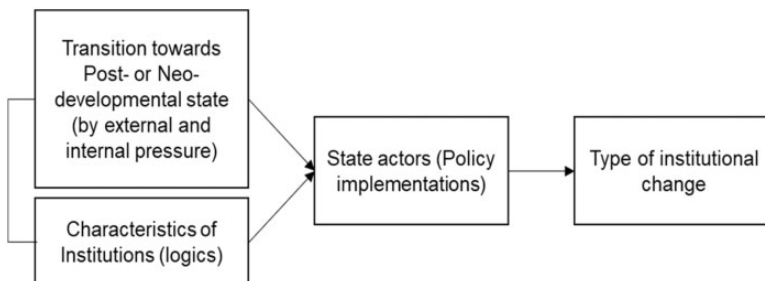 Transition towards
Post- or Neo-
developmental state
(by external and
internal pressure)
Characteristics of
Institutions (logics)
State actors (Policy
implementations)
Type of institutional
change